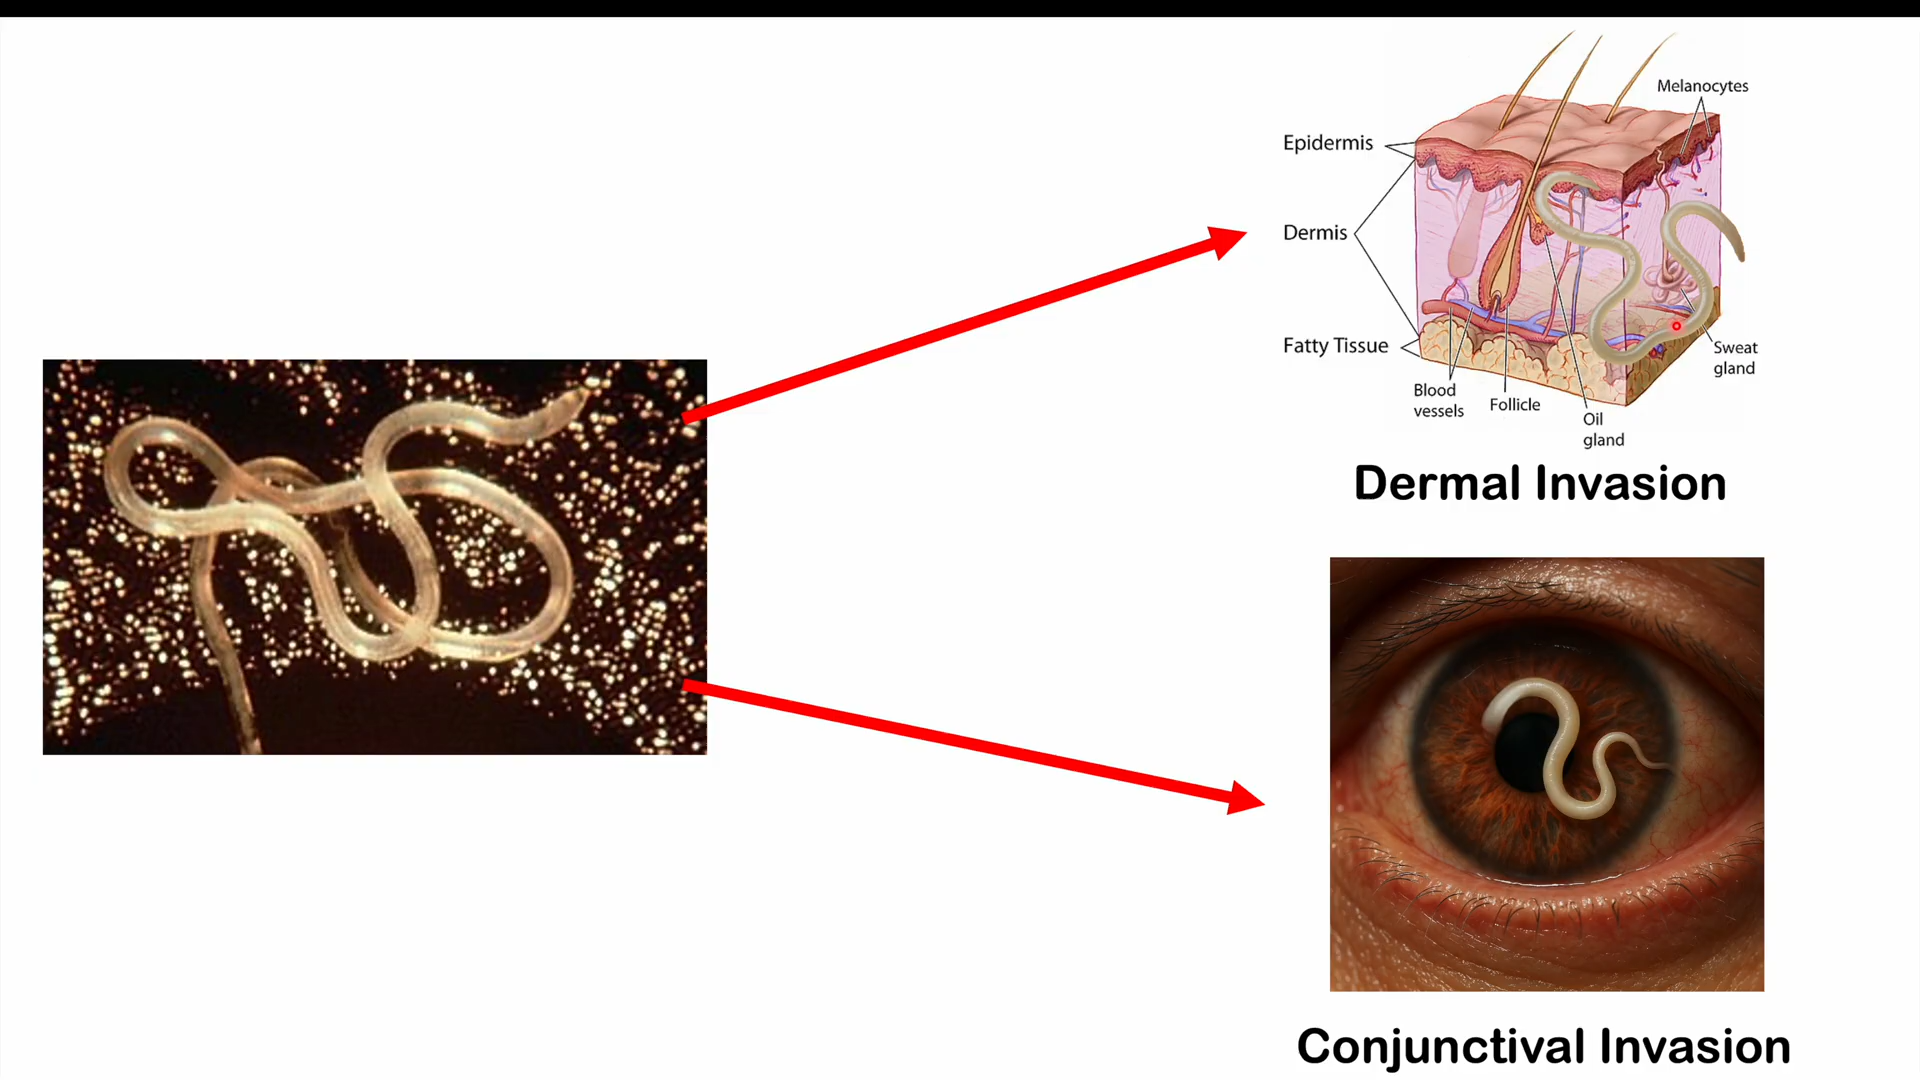 Melanocytes
Epidermis
Dermis
Fatty Tissue
Sweat
gland
Blood
vessels
Follicle
Oil
gland
Dermal Invasion
Conjunctival Invasion